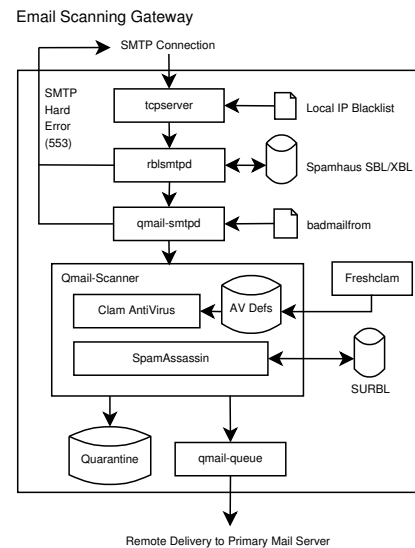 Email Scanning Gateway
SMTP Connection
SMTP
Hard
Error
(553)
tcpserver
Local IP Blacklist
rblsmtpd
Spamhaus SBL/XBL
qmail-smtpd
badmailfrom
Qmail-Scanner
Freshclam
Clam AntiVirus
AV Defs
SpamAssassin
SURBL
Quarantine
qmail-queue
Remote Delivery to Primary Mail Server